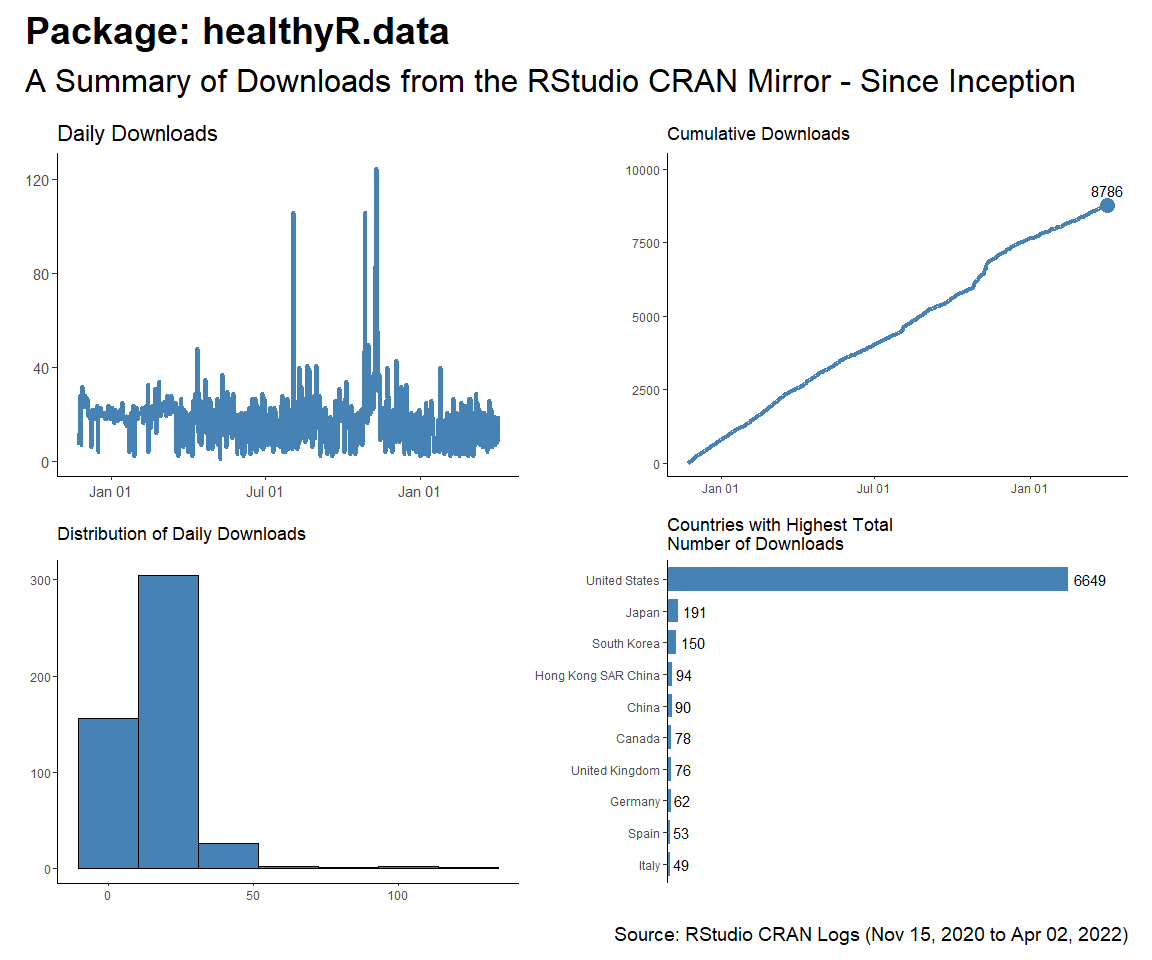 Package: healthyR.data
A Summary of Downloads from the RStudio CRAN Mirror - Since Inception
Daily Downloads
120
80
40
0
Jan 01 Jul 01 Jan 01
Cumulative Downloads
10000
7500
5000
2500
0
8786
Jan 01 Jul 01 Jan 01
Distribution of Daily Downloads
300
200
100
0
0 50 100
Countries with Highest Total
Number of Downloads
United States 6649
Japan 191
South Korea 150
Hong Kong SAR China 94
China 90
Canada 78
United Kingdom 76
Germany 62
Spain 53
Italy 49
Source: RStudio CRAN Logs (Nov 15, 2020 to Apr 02, 2022)